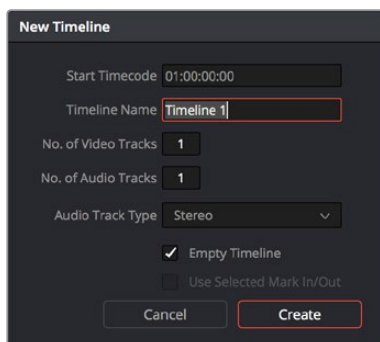 New Timeline
Start Timecode 01:00:00:00
Timeline Name Timeline 1
No. of Video Tracks 1
No. of Audio Tracks 1
Audio Track Type Stereo
Empty Timeline
Use Selected Mark In/Out
Cancel Create